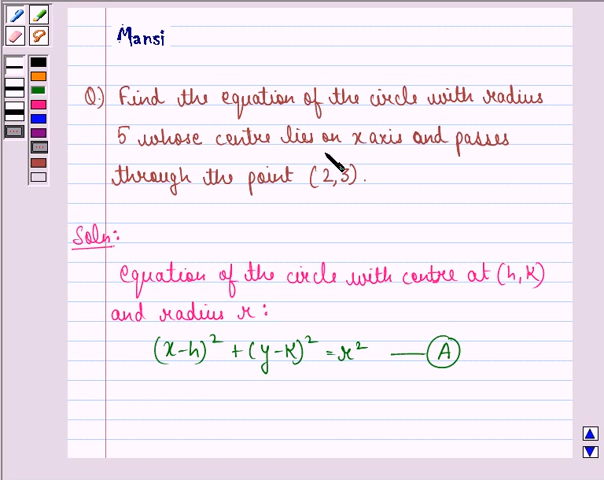 Mansi
Q) Find the equation of the circle with radius
5 whose centre lies on x axis and passes
through the point (2,3).
Soln:
Equation of the circle with centre at (h,k)
and radius r:
(x-h)² + (y-k)² = r² —— Ⓐ